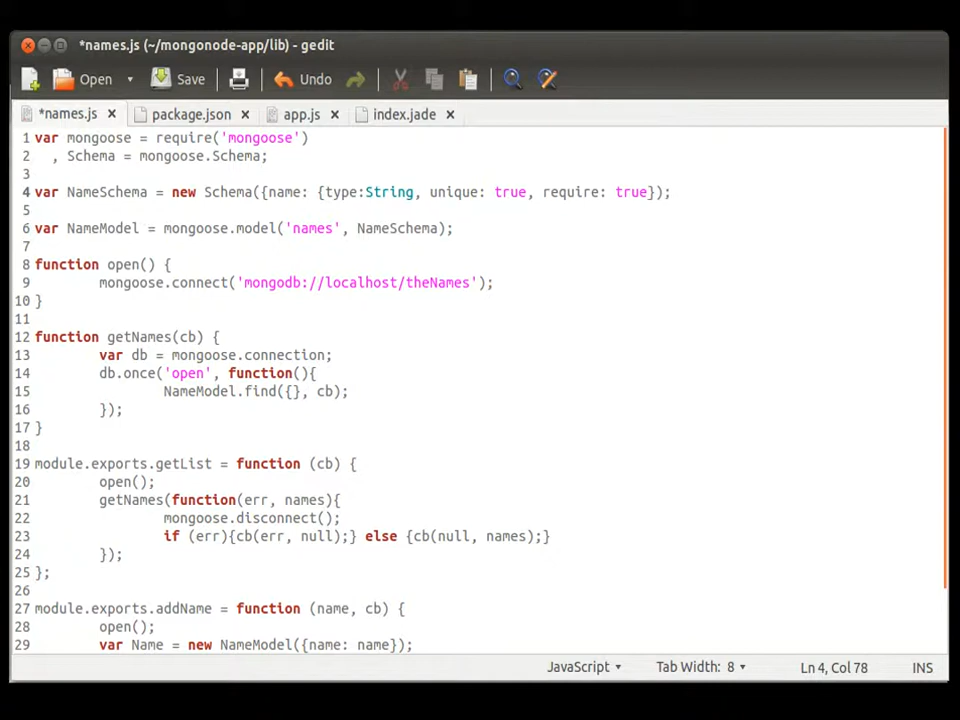 *names.js (~/mongonode-app/lib) - gedit
Open Save Undo
*names.js package.json app.js index.jade
1 var mongoose = require('mongoose')
2   , Schema = mongoose.Schema;
3
4 var NameSchema = new Schema({name: {type:String, unique: true, require: true});
5
6 var NameModel = mongoose.model('names', NameSchema);
7
8 function open() {
9         mongoose.connect('mongodb://localhost/theNames');
10 }
11
12 function getNames(cb) {
13         var db = mongoose.connection;
14         db.once('open', function(){
15                 NameModel.find({}, cb);
16         });
17 }
18
19 module.exports.getList = function (cb) {
20         open();
21         getNames(function(err, names){
22                 mongoose.disconnect();
23                 if (err){cb(err, null);} else {cb(null, names);}
24         });
25 };
26
27 module.exports.addName = function (name, cb) {
28         open();
29         var Name = new NameModel({name: name});
JavaScript Tab Width: 8 Ln 4, Col 78 INS